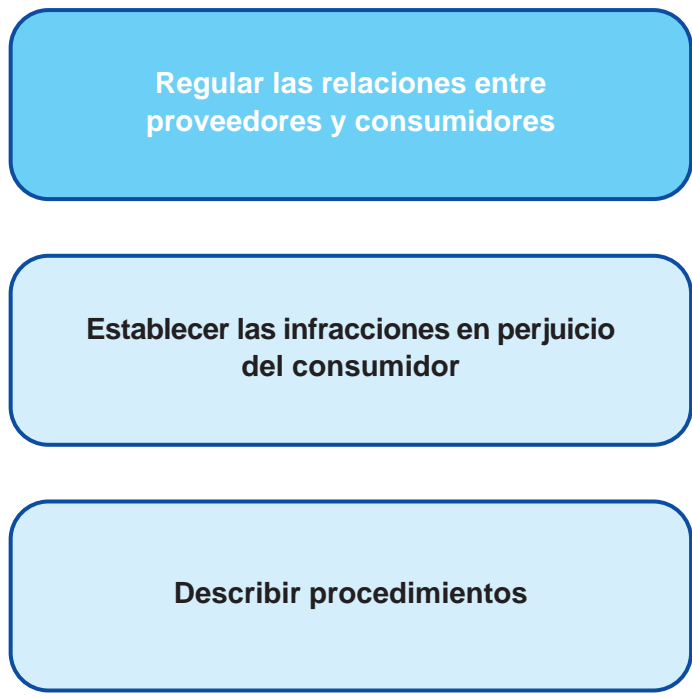 Regular las relaciones entre
proveedores y consumidores
Establecer las infracciones en perjuicio
del consumidor
Describir procedimientos